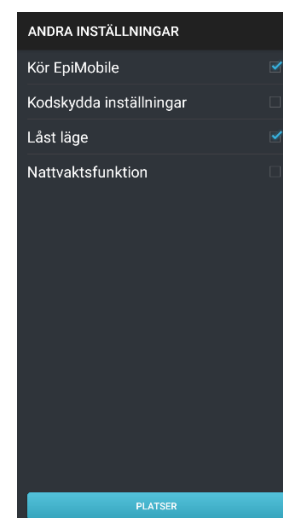 ANDRA INSTÄLLNINGAR
Kör EpiMobile
Kodskydda inställningar
Låst läge
Nattvaktsfunktion
PLATSER